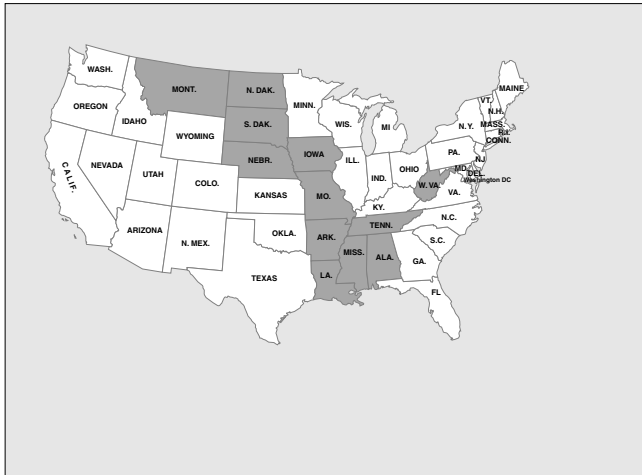 WASH.
MONT.
N. DAK.
MINN.
MAINE
OREGON
IDAHO
S. DAK.
WIS.
MI
VT.
N.H.
N.Y.
MASS.
R.I.
CONN.
WYOMING
NEBR.
IOWA
PA.
NJ
NEVADA
UTAH
COLO.
ILL.
IND.
OHIO
MD.
DEL.
Washington DC
CALIF.
KANSAS
MO.
W. VA.
VA.
KY.
ARIZONA
N. MEX.
OKLA.
ARK.
TENN.
N.C.
S.C.
TEXAS
LA.
MISS.
ALA.
GA.
FL